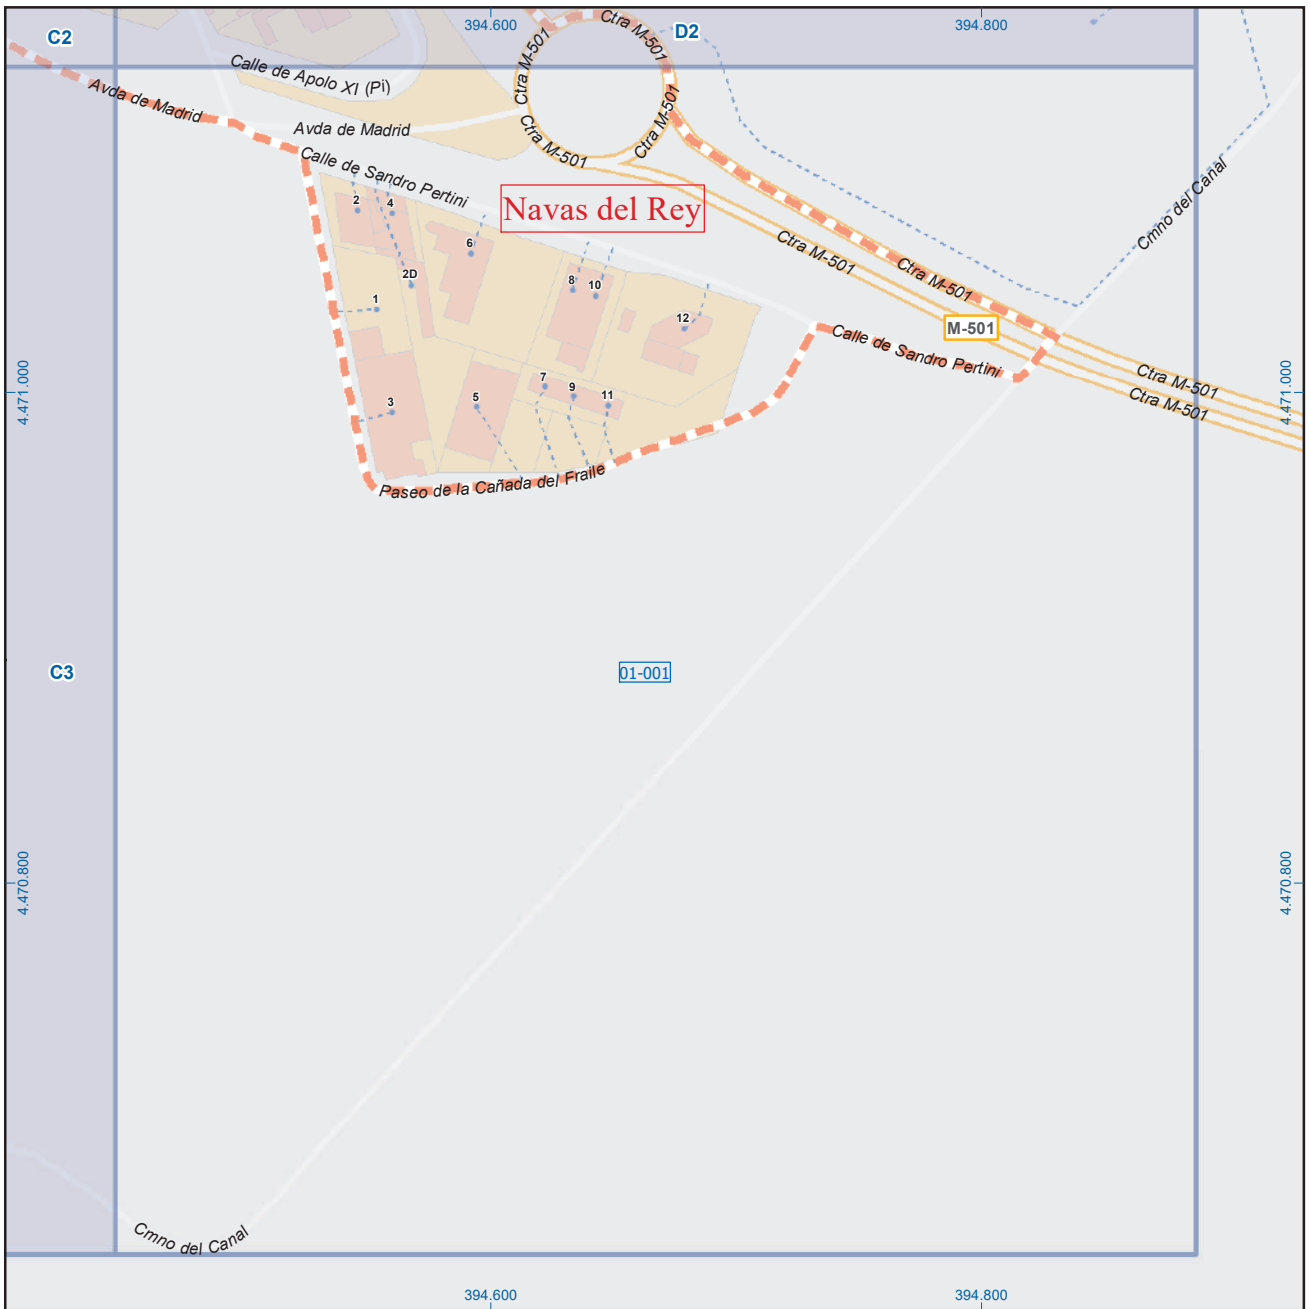 394.600
394.800
C2
D2
Ctra M-501
Ctra M-501
Calle de Apolo XI (Pi)
Avda de Madrid
Ctra M-501
Avda de Madrid
Ctra M-501
Calle de Sandro Pertini
Cmno del Canal
Navas del Rey
2
4
6
Ctra M-501
Ctra M-501
2D
8
10
1
12
M-501
Calle de Sandro Pertini
4.471.000
4.471.000
Ctra M-501
Ctra M-501
7
9
11
5
3
Paseo de la Cañada del Fraile
C3
01-001
4.470.800
4.470.800
Cmno del Canal
394.600
394.800